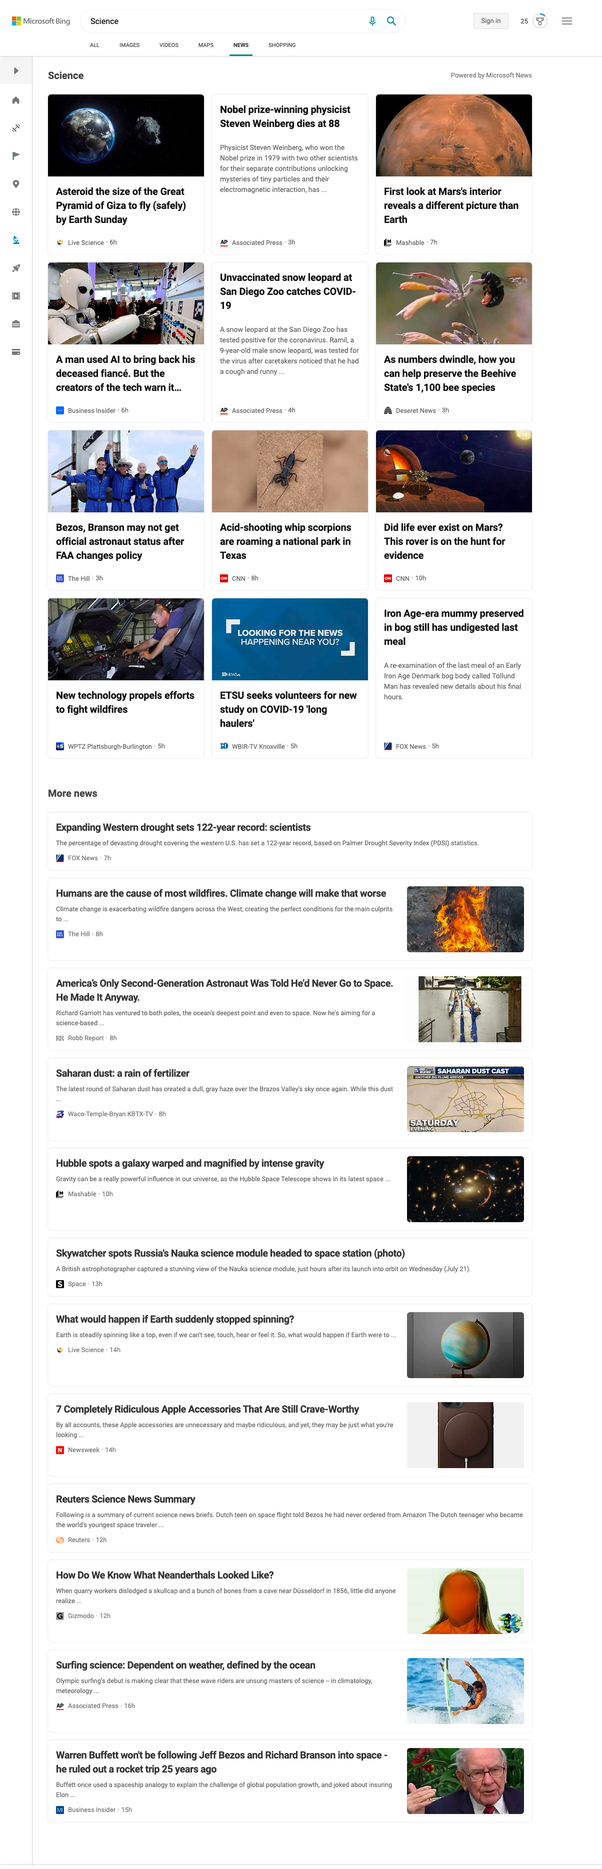 Microsoft Bing
Science
Sign in
25
ALL
IMAGES
VIDEOS
MAPS
NEWS
SHOPPING
Science
Powered by Microsoft News
Asteroid the size of the Great
Pyramid of Giza to fly (safely)
by Earth Sunday
Live Science · 6h
Nobel prize-winning physicist
Steven Weinberg dies at 88
Physicist Steven Weinberg, who won the
Nobel prize in 1979 with two other scientists
for their separate contributions unlocking
mysteries of tiny particles and their
electromagnetic interaction, has ...
AP
Associated Press · 3h
First look at Mars's interior
reveals a different picture than
Earth
Mashable · 7h
A man used AI to bring back his
deceased fiancé. But the
creators of the tech warn it...
Business Insider · 6h
Unvaccinated snow leopard at
San Diego Zoo catches COVID-
19
A snow leopard at the San Diego Zoo has
tested positive for the coronavirus. Ramil, a
9-year-old male snow leopard, was tested for
the virus after caretakers noticed that he had
a cough and runny ...
AP
Associated Press · 4h
As numbers dwindle, how you
can help preserve the Beehive
State's 1,100 bee species
Deseret News · 3h
Bezos, Branson may not get
official astronaut status after
FAA changes policy
The Hill · 3h
Acid-shooting whip scorpions
are roaming a national park in
Texas
CNN · 8h
Did life ever exist on Mars?
This rover is on the hunt for
evidence
CNN · 10h
New technology propels efforts
to fight wildfires
WPTZ Plattsburgh-Burlington · 5h
LOOKING FOR THE NEWS
HAPPENING NEAR YOU?
ETSU seeks volunteers for new
study on COVID-19 'long
haulers'
WBIR-TV Knoxville · 5h
Iron Age-era mummy preserved
in bog still has undigested last
meal
A re-examination of the last meal of an Early
Iron Age Denmark bog body called Tollund
Man has revealed new details about his final
hours.
FOX News · 5h
More news
Expanding Western drought sets 122-year record: scientists
The percentage of devasting drought covering the western U.S. has set a 122-year record, based on Palmer Drought Severity Index (PDSI) statistics.
FOX News · 7h
Humans are the cause of most wildfires. Climate change will make that worse
Climate change is exacerbating wildfire dangers across the West, creating the perfect conditions for the main culprits
to ...
The Hill · 8h
America's Only Second-Generation Astronaut Was Told He'd Never Go to Space.
He Made It Anyway.
Richard Garriott has ventured to both poles, the ocean's deepest point and even to space. Now he's aiming for a
science-based ...
RR
Robb Report · 8h
Saharan dust: a rain of fertilizer
The latest round of Saharan dust has created a dull, gray haze over the Brazos Valley's sky once again. While this dust
...
Waco-Temple-Bryan KBTX-TV · 8h
SAHARAN DUST CAST
SATURDAY
EVENING
Hubble spots a galaxy warped and magnified by intense gravity
Gravity can be a really powerful influence in our universe, as the Hubble Space Telescope shows in its latest space ...
Mashable · 10h
Skywatcher spots Russia's Nauka science module headed to space station (photo)
A British astrophotographer captured a stunning view of the Nauka science module, just hours after its launch into orbit on Wednesday (July 21).
S
Space · 13h
What would happen if Earth suddenly stopped spinning?
Earth is steadily spinning like a top, even if we can't see, touch, hear or feel it. So, what would happen if Earth were to ...
Live Science · 14h
7 Completely Ridiculous Apple Accessories That Are Still Crave-Worthy
By all accounts, these Apple accessories are unnecessary and maybe ridiculous, and yet, they may be just what you're
looking ...
N
Newsweek · 14h
Reuters Science News Summary
Following is a summary of current science news briefs. Dutch teen on space flight told Bezos he had never ordered from Amazon The Dutch teenager who became
the world's youngest space traveler ...
Reuters · 12h
How Do We Know What Neanderthals Looked Like?
When quarry workers dislodged a skullcap and a bunch of bones from a cave near Düsseldorf in 1856, little did anyone
realize ...
G
Gizmodo · 12h
Surfing science: Dependent on weather, defined by the ocean
Olympic surfing's debut is making clear that these wave riders are unsung masters of science – in climatology,
meteorology ...
AP
Associated Press · 16h
Warren Buffett won't be following Jeff Bezos and Richard Branson into space -
he ruled out a rocket trip 25 years ago
Buffett once used a spaceship analogy to explain the challenge of global population growth, and joked about insuring
Elon ...
Business Insider · 15h